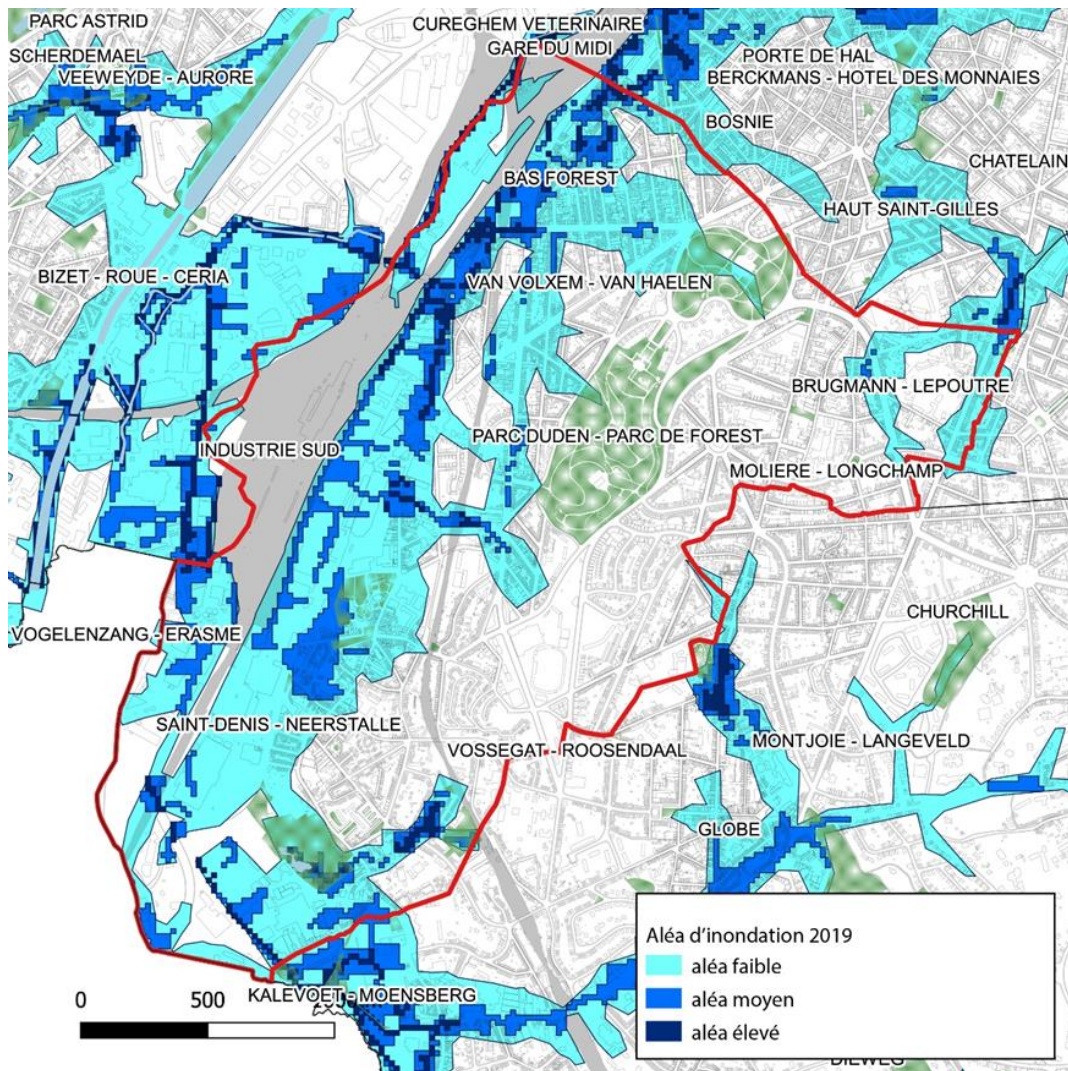 PARC ASTRID
CUREGHEM VETERINAIRE
SCHERDEMAEL
GARE DU MIDI
PORTE DE HAL
VEEWEYDE - AURORE
BERCKMANS - HOTEL DES MONNAIES
BOSNIE
CHATELAIN
BAS FOREST
HAUT SAINT-GILLES
BIZET - ROUE - CERIA
VAN VOLXEM - VAN HAELEN
BRUGMANN - LEPOUTRE
PARC DUDEN - PARC DE FOREST
INDUSTRIE SUD
MOLIERE - LONGCHAMP
CHURCHILL
VOGELENZANG - ERASME
SAINT-DENIS - NEERSTALLE
VOSSEGAT - ROOSENDAAL
MONTJOIE - LANGEVELD
GLOBE
Aléa d'inondation 2019
aléa faible
aléa moyen
aléa élevé
KALEVOET - MOENSBERG
0 500
DIEWEG